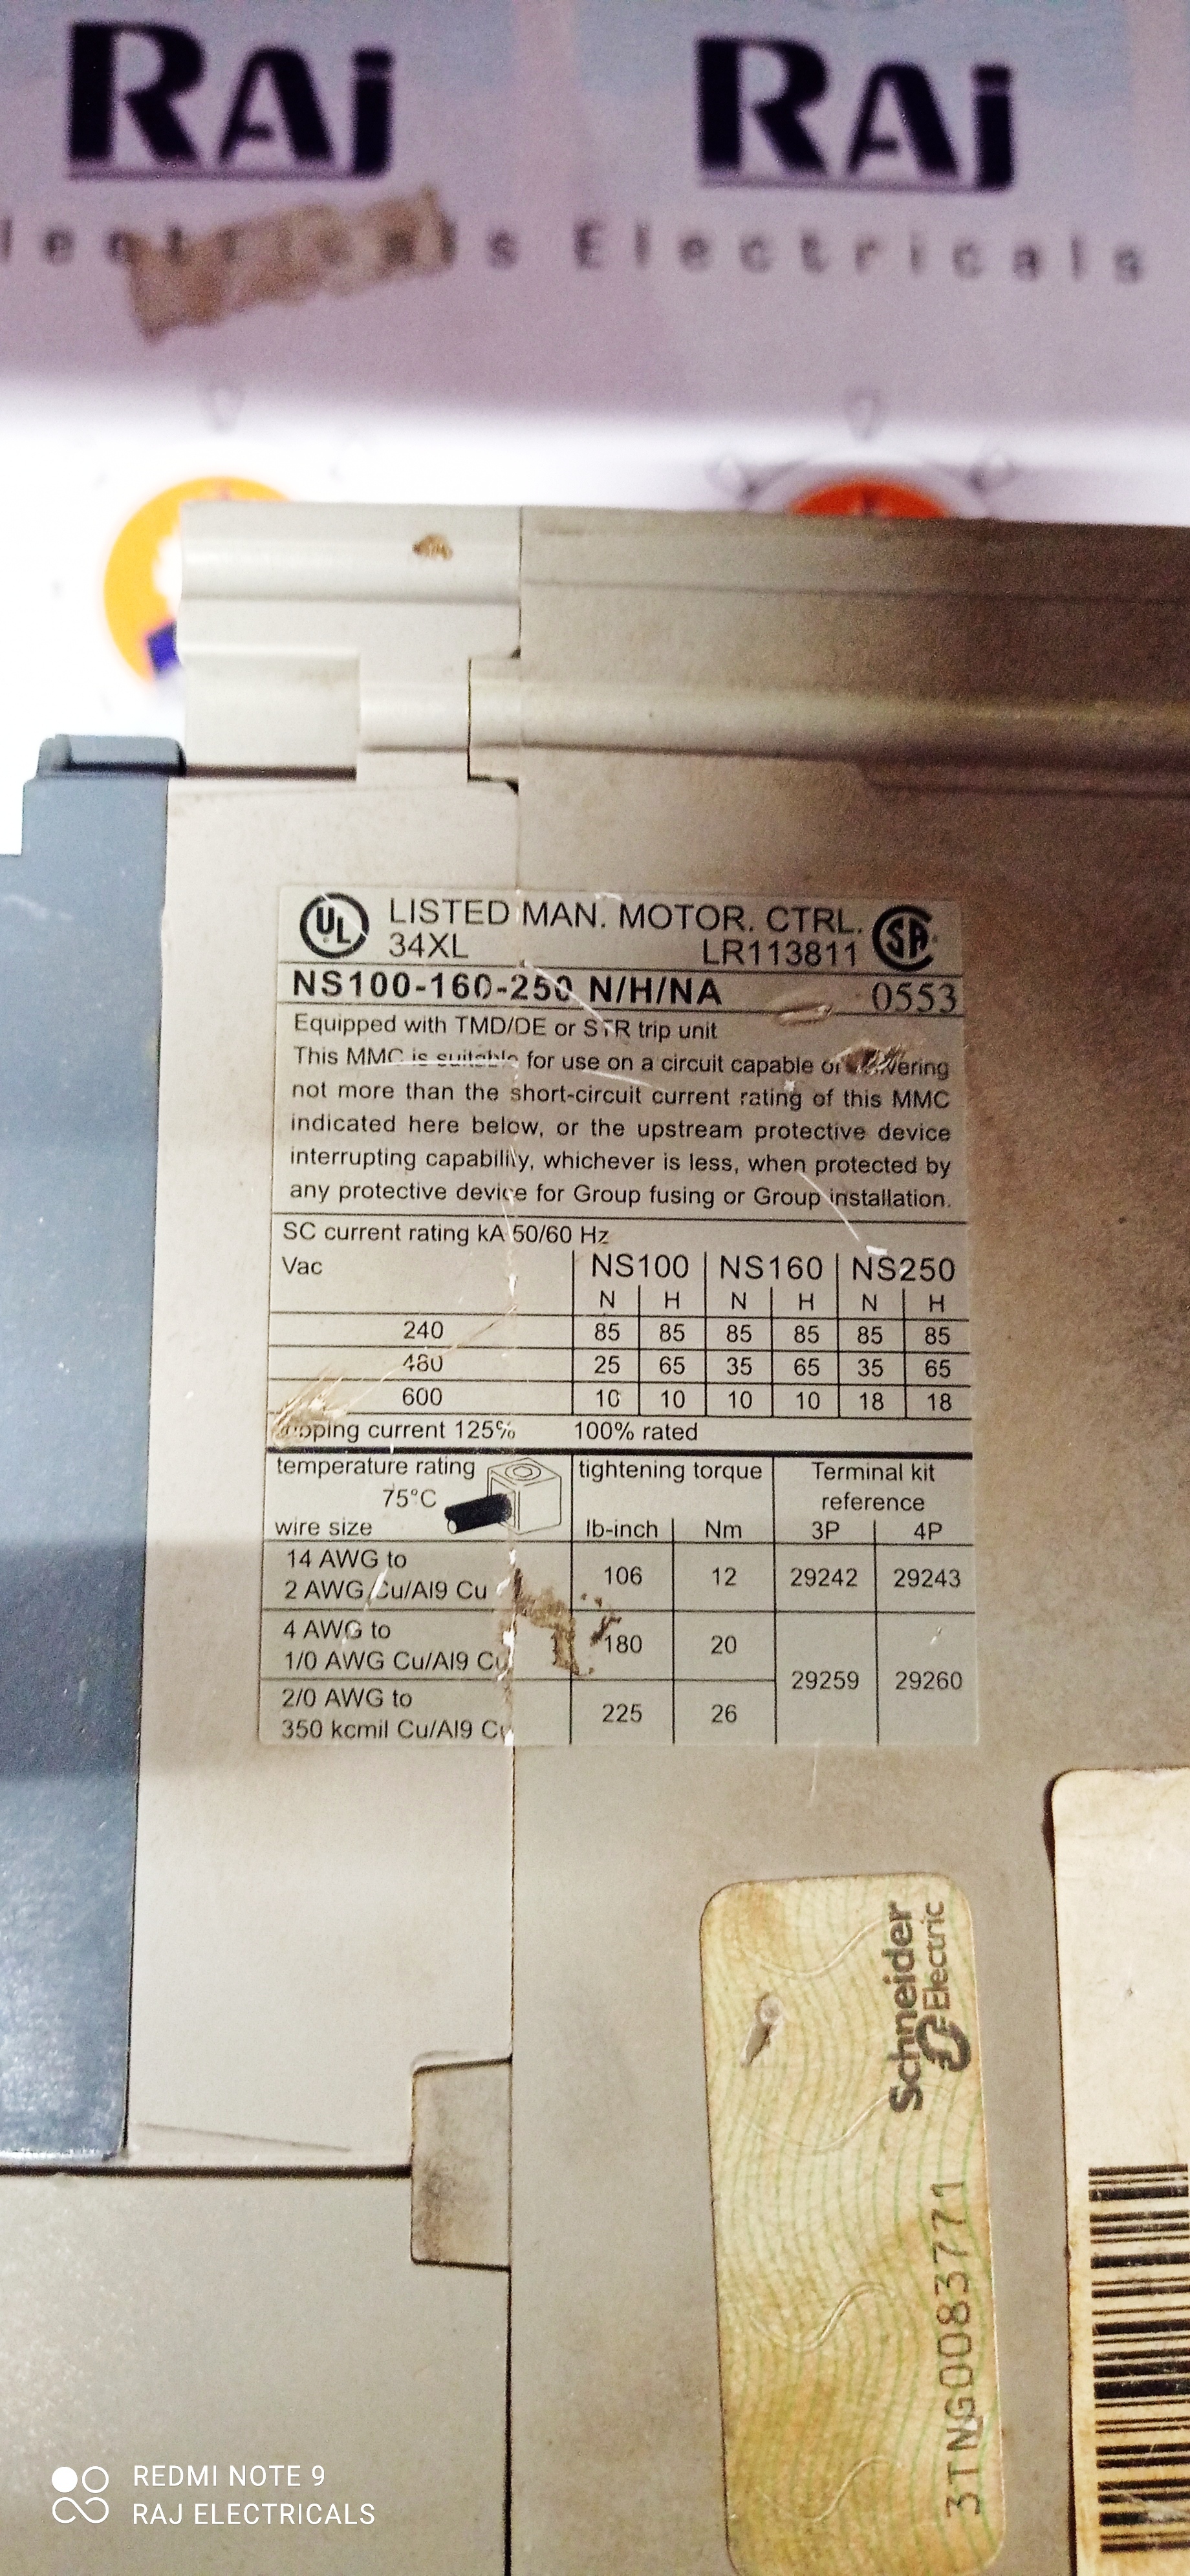 RAj RAj
Electricals
UL LISTED MAN. MOTOR. CTRL. SA
34XL LR113811
NS100-160-250 N/H/NA 0553
Equipped with TMD/DE or STR trip unit
This MMC is suitable for use on a circuit capable of delivering
not more than the short-circuit current rating of this MMC
indicated here below, or the upstream protective device
interrupting capability, whichever is less, when protected by
any protective device for Group fusing or Group installation.
SC current rating kA 50/60 Hz
Vac NS100 NS160 NS250
N H N H N H
240 85 85 85 85 85 85
480 25 65 35 65 35 65
600 10 10 10 10 18 18
current 125% 100% rated
temperature rating tightening torque Terminal kit
75°C reference
wire size lb-inch Nm 3P 4P
14 AWG to
2 AWG Cu/Al9 Cu 106 12 29242 29243
4 AWG to
1/0 AWG Cu/Al9 Cu 180 20
29259 29260
2/0 AWG to
350 kcmil Cu/Al9 Cu 225 26
Schneider
Electric
3TNG0083771
REDMI NOTE 9
RAJ ELECTRICALS